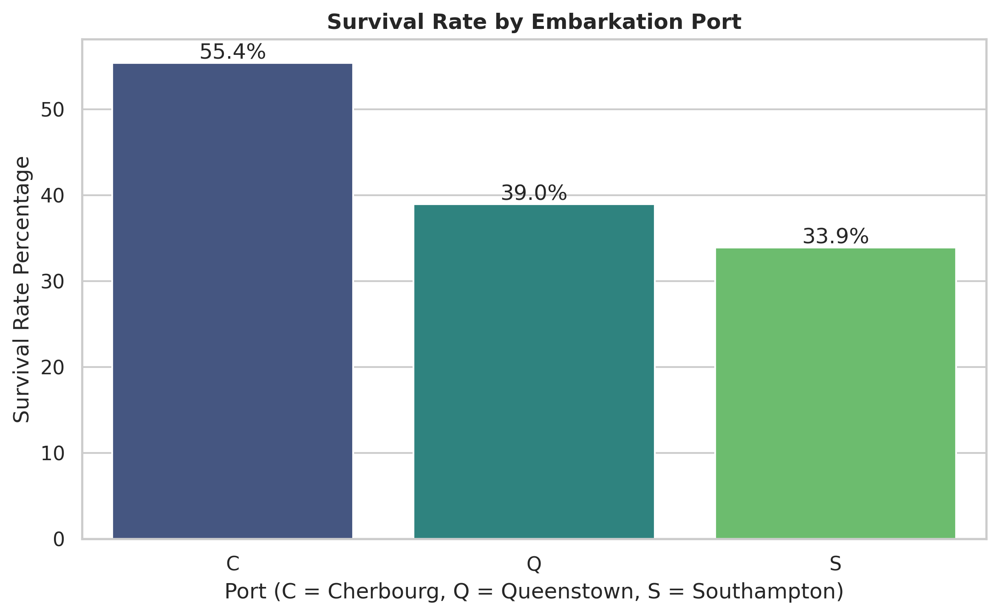 Survival Rate by Embarkation Port
55.4%
39.0%
33.9%
Survival Rate Percentage
50
40
30
20
10
0
C
Q
S
Port (C = Cherbourg, Q = Queenstown, S = Southampton)